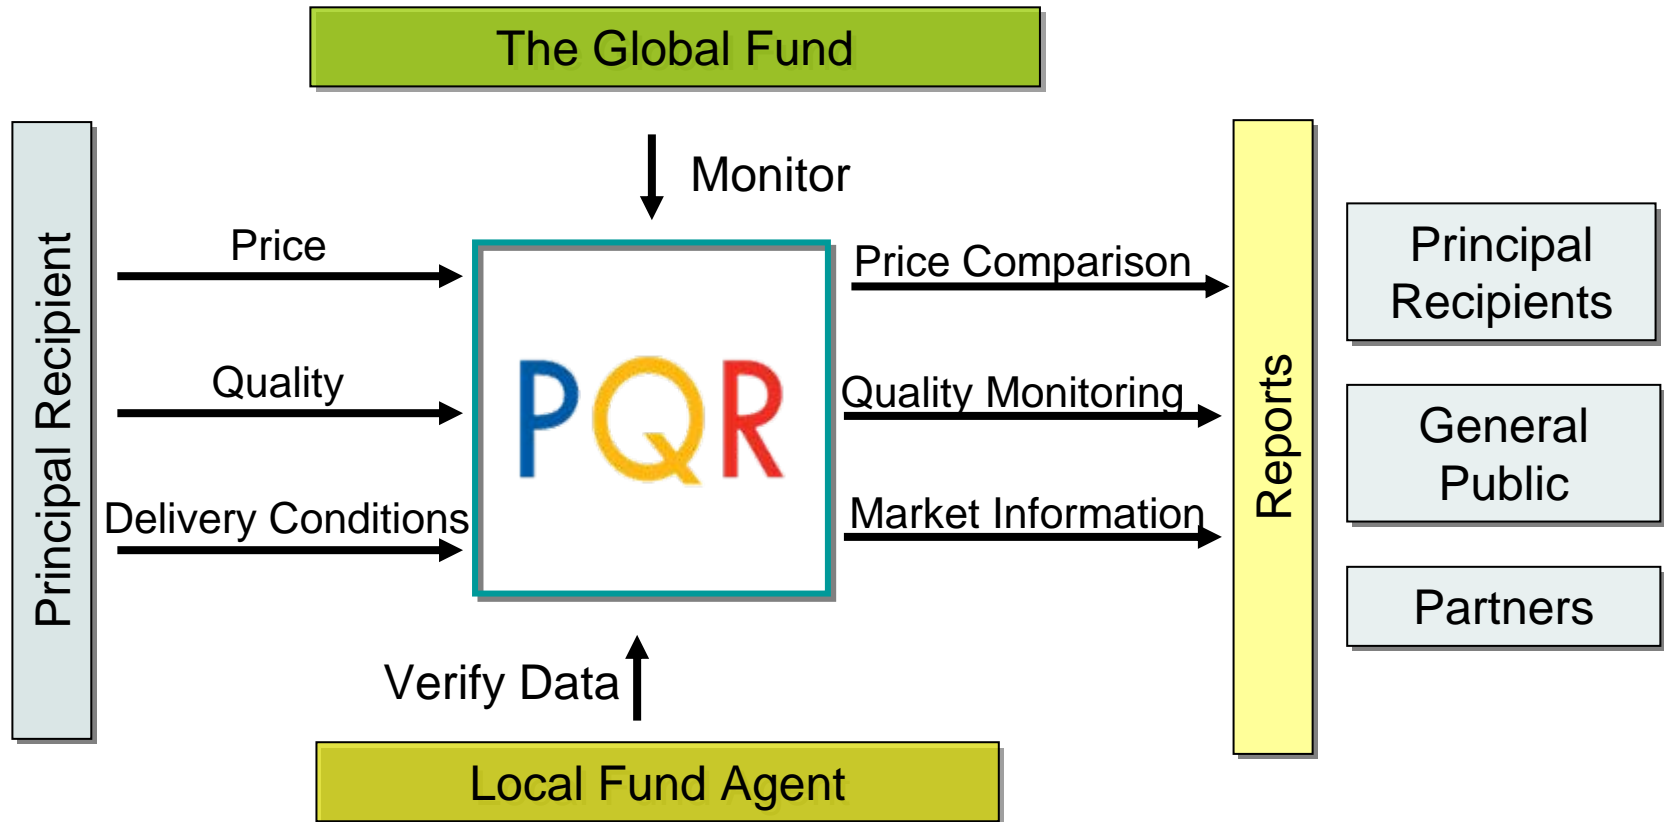 The Global Fund
Monitor
Principal Recipient
Price
Quality
Delivery Conditions
PQR
Price Comparison
Quality Monitoring
Market Information
Reports
Principal
Recipients
General
Public
Partners
Verify Data
Local Fund Agent